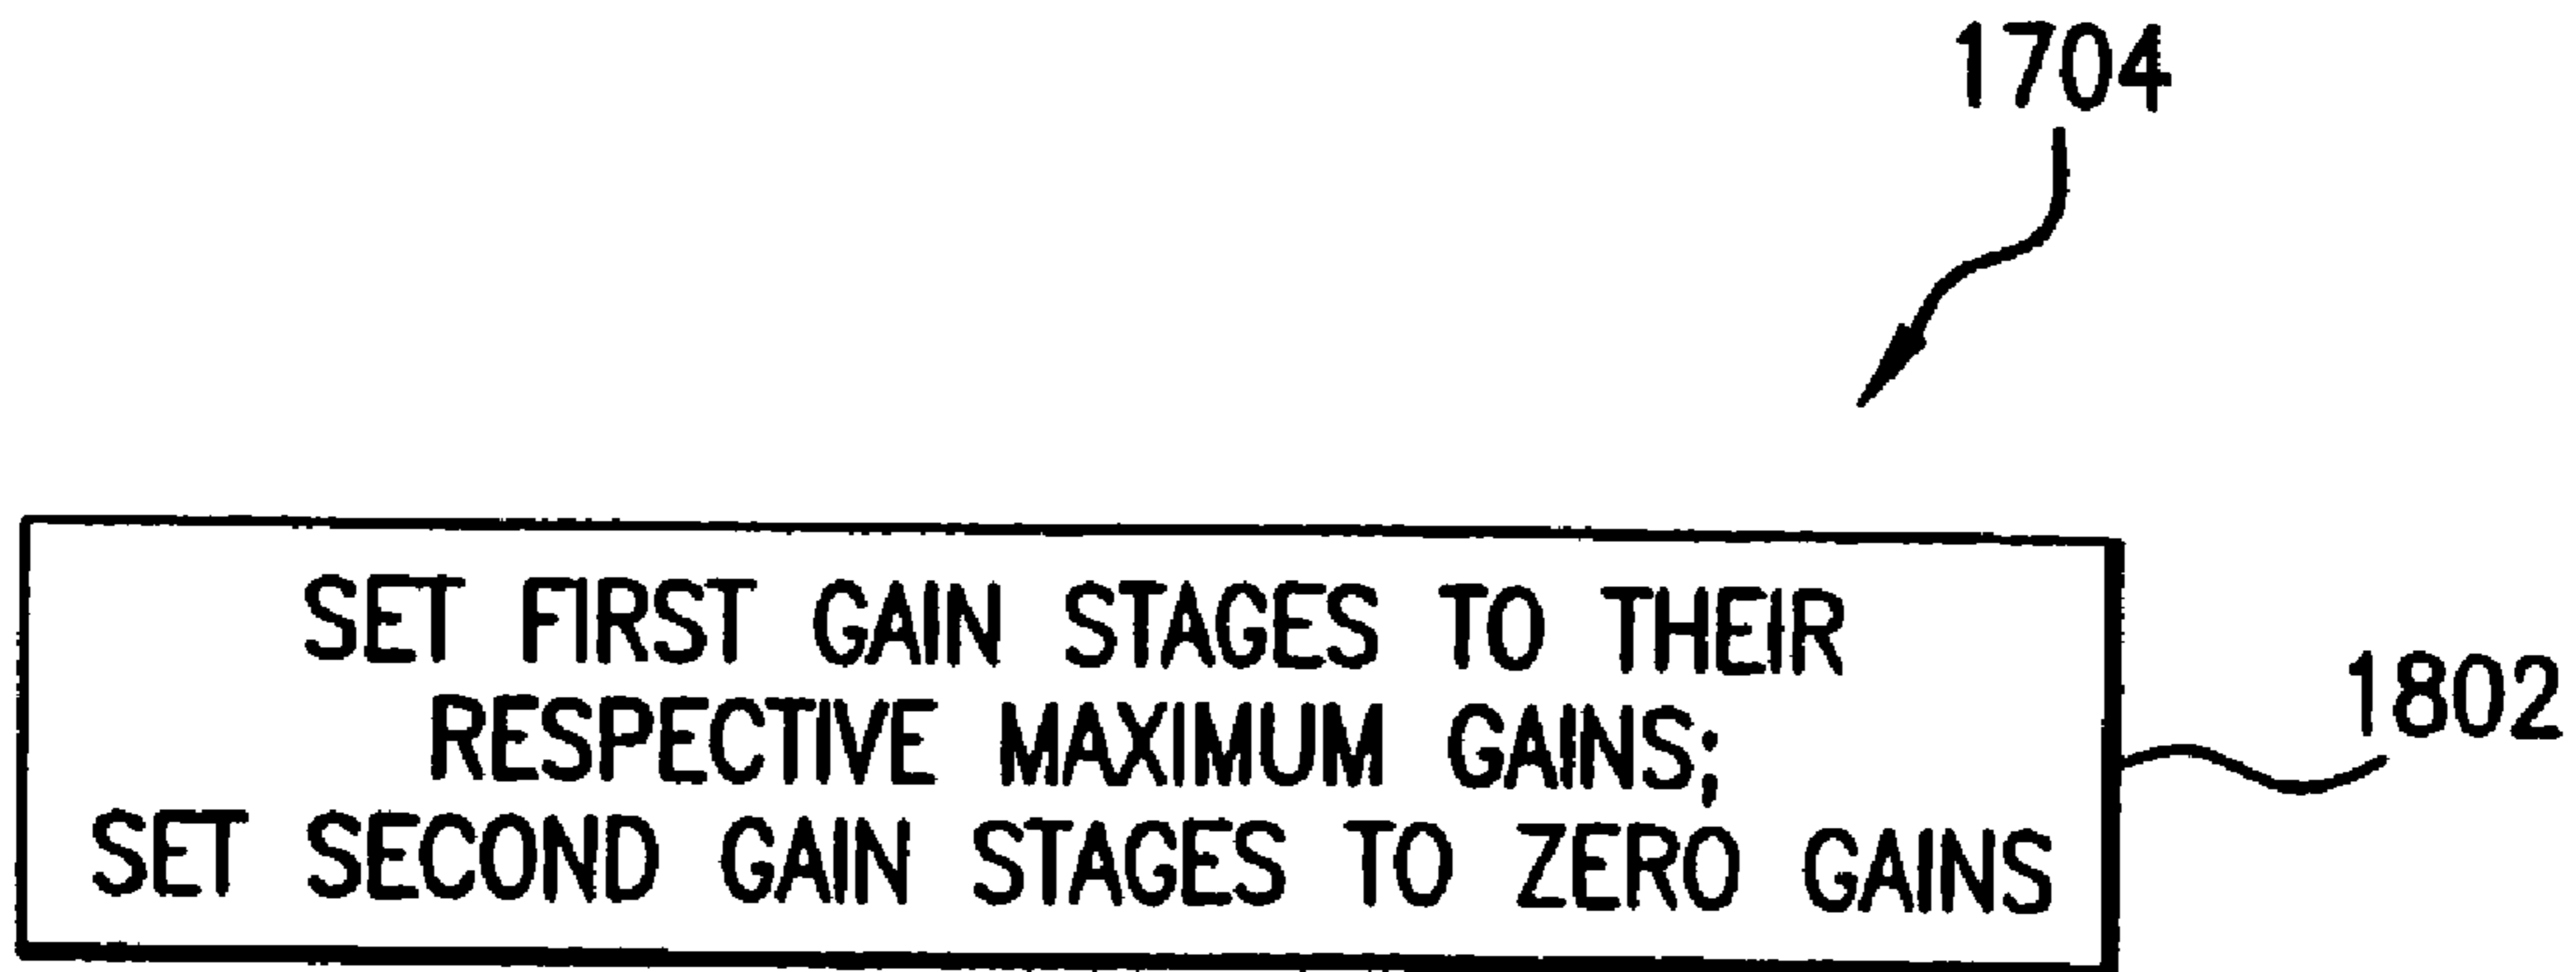 1704
SET FIRST GAIN STAGES TO THEIR
RESPECTIVE MAXIMUM GAINS;
SET SECOND GAIN STAGES TO ZERO GAINS
1802